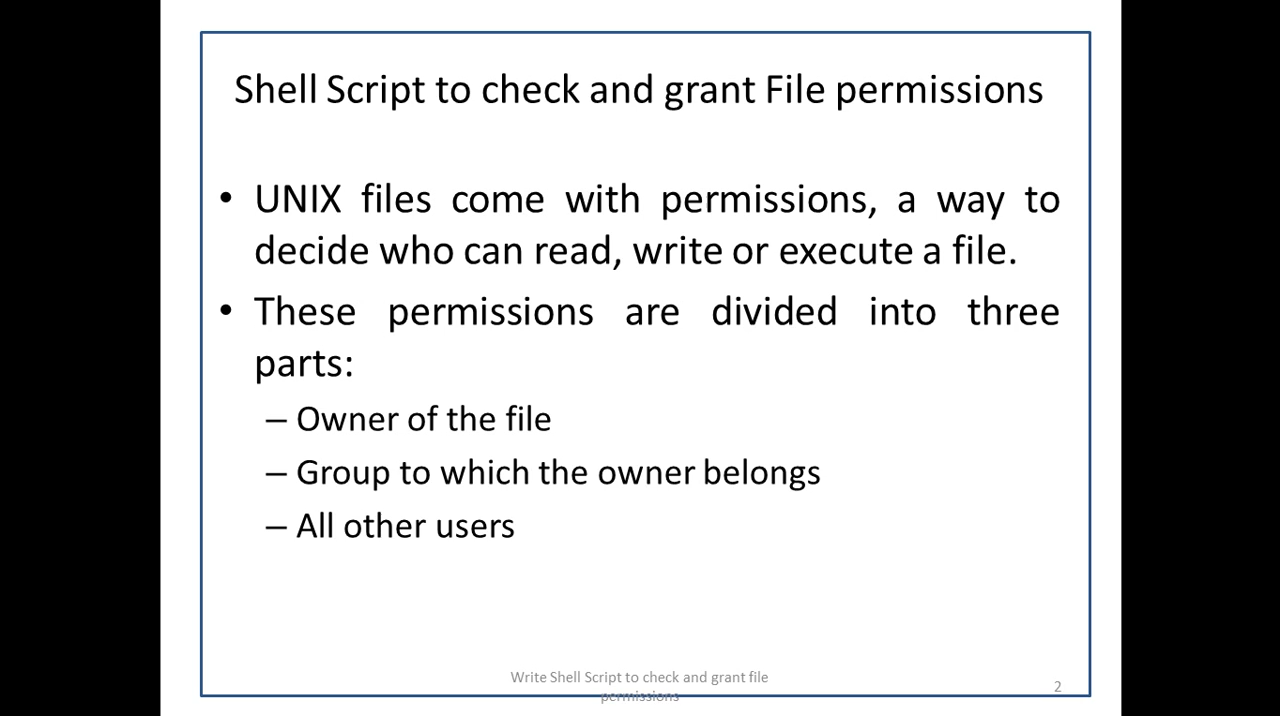 Shell Script to check and grant File permissions
• UNIX files come with permissions, a way to
decide who can read, write or execute a file.
• These permissions are divided into three
parts:
– Owner of the file
– Group to which the owner belongs
– All other users
Write Shell Script to check and grant file
permissions
2